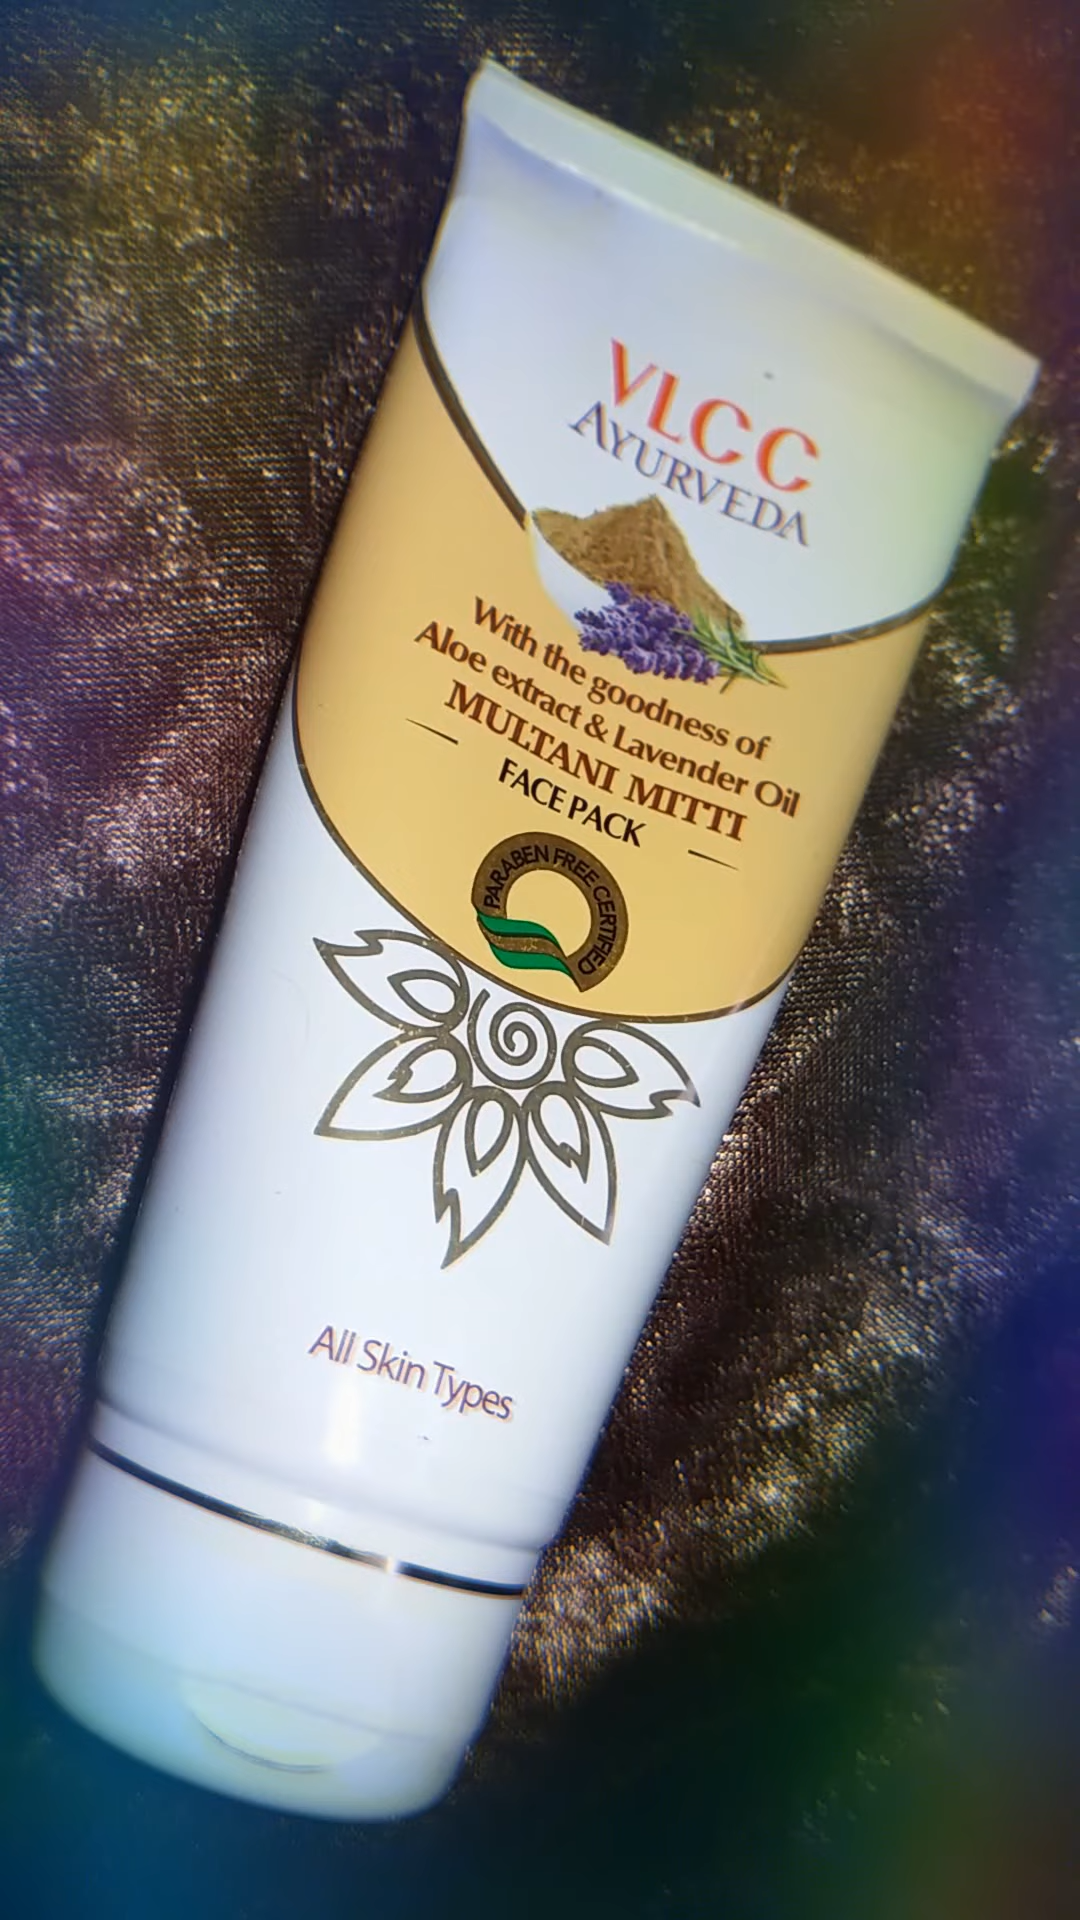 VLCC
AYURVEDA
With the goodness of
Aloe extract & Lavender Oil
MULTANI MITTI
FACE PACK
PARABEN FREE CERTIFIED
All Skin Types